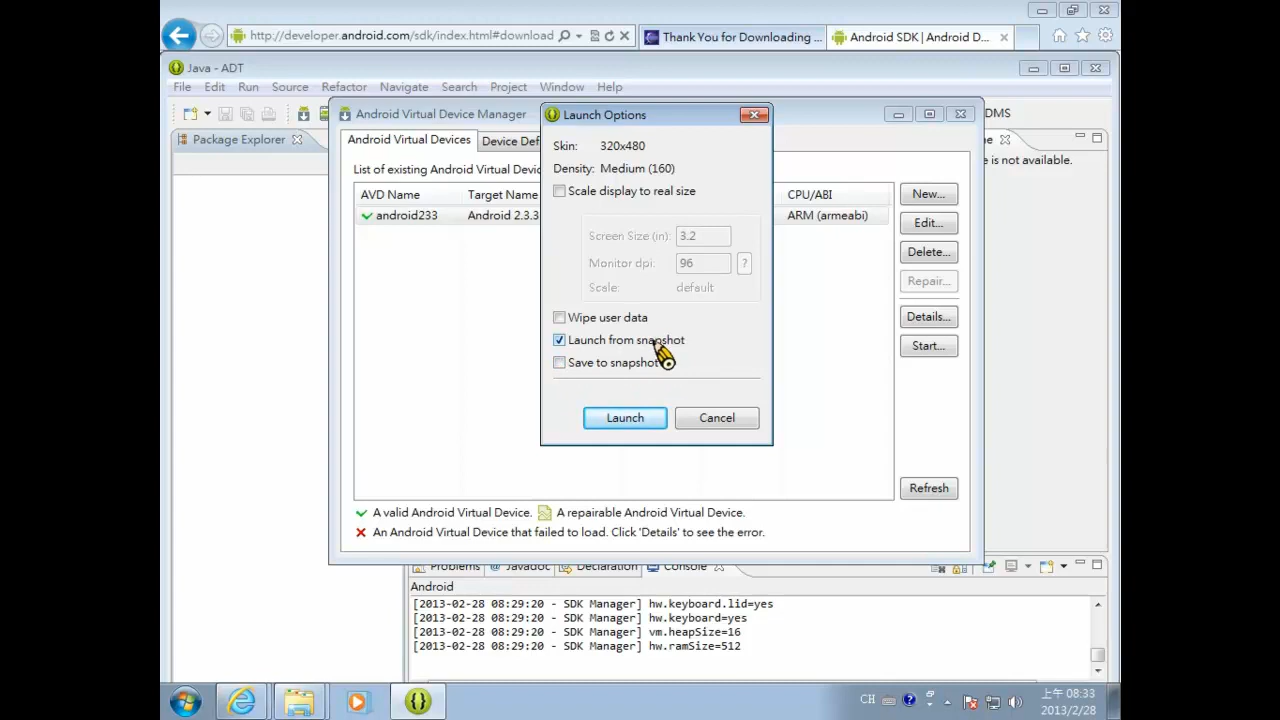 http://developer.android.com/sdk/index.html#download
Thank You for Downloading ...
Android SDK | Android D...
Java - ADT
File Edit Run Source Refactor Navigate Search Project Window Help
Android Virtual Device Manager
DMS
Package Explorer
Android Virtual Devices
Device Def
e is not available.
List of existing Android Virtual Devic
AVD Name Target Name CPU/ABI
android233 Android 2.3.3 ARM (armeabi)
New...
Edit...
Delete...
Repair...
Details...
Start...
Refresh
Launch Options
Skin: 320x480
Density: Medium (160)
Scale display to real size
Screen Size (in): 3.2
Monitor dpi: 96 ?
Scale: default
Wipe user data
Launch from snapshot
Save to snapshot
Launch Cancel
A valid Android Virtual Device. A repairable Android Virtual Device.
An Android Virtual Device that failed to load. Click 'Details' to see the error.
Problems @ Javadoc Declaration Console
Android
[2013-02-28 08:29:20 - SDK Manager] hw.keyboard.lid=yes
[2013-02-28 08:29:20 - SDK Manager] hw.keyboard=yes
[2013-02-28 08:29:20 - SDK Manager] vm.heapSize=16
[2013-02-28 08:29:20 - SDK Manager] hw.ramSize=512
CH
上午 08:33
2013/2/28